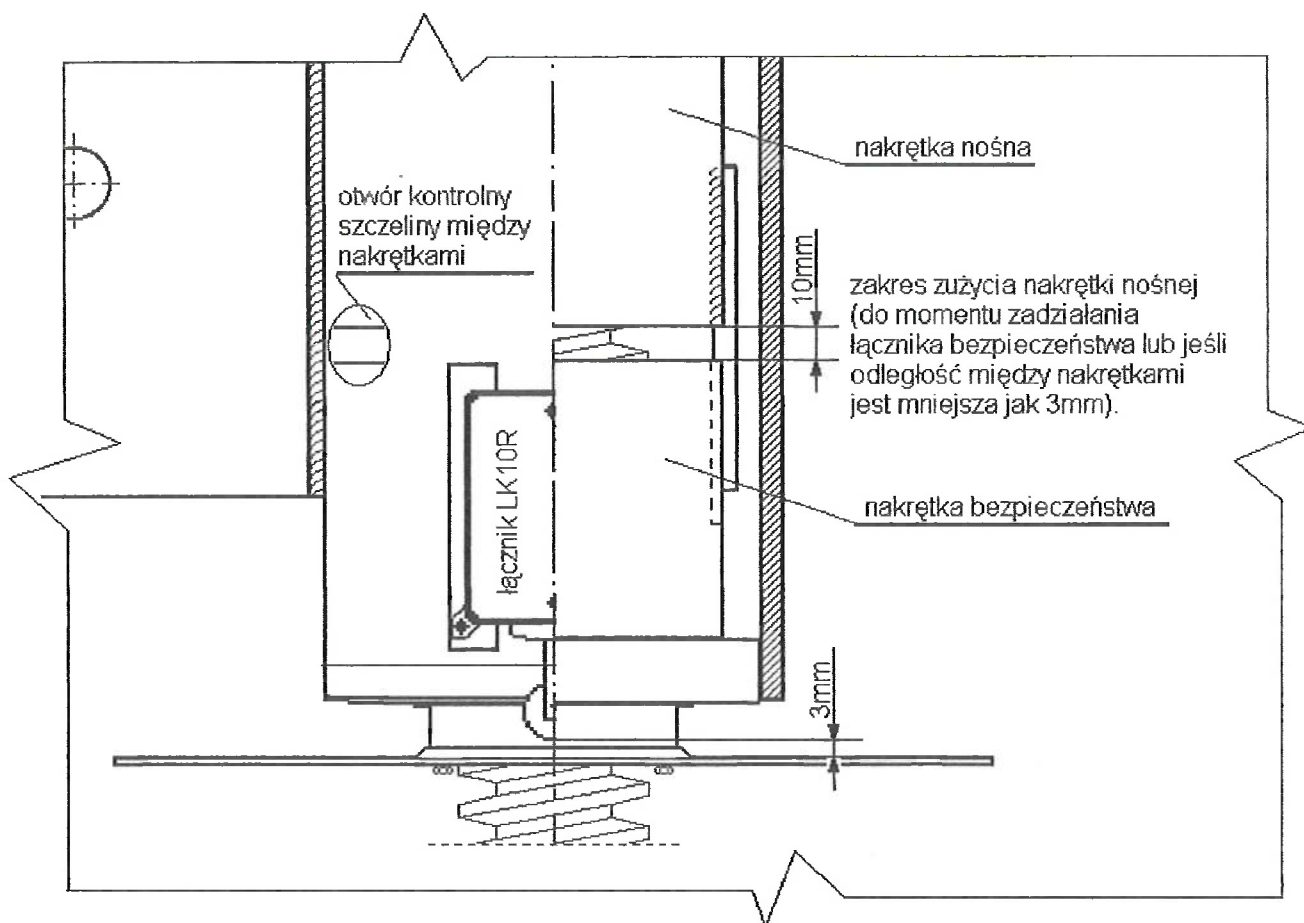 nakrętka nośna
otwór kontrolny
szczeliny między
nakrętkami
10mm
zakres zużycia nakrętki nośnej
(do momentu zadziałania
łącznika bezpieczeństwa lub jeśli
odległość między nakrętkami
jest mniejsza jak 3mm).
łącznik LK10R
nakrętka bezpieczeństwa
3mm